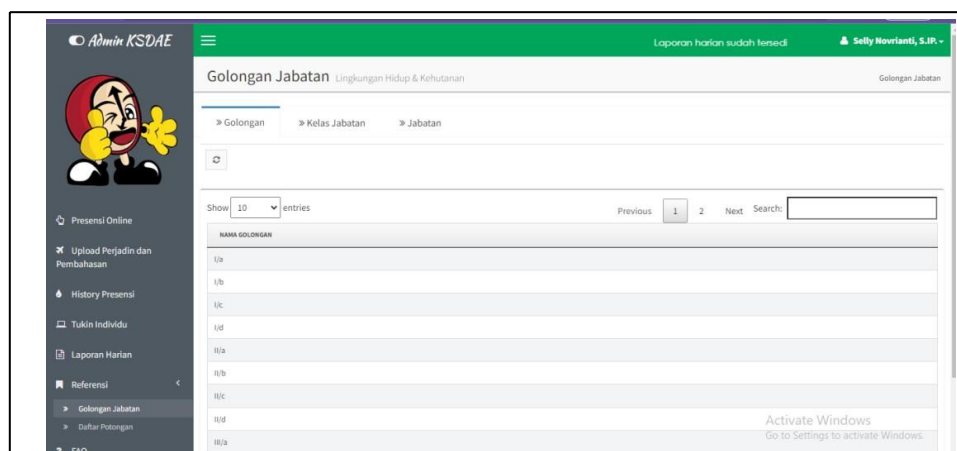 Admin KSDAE
Laporan harian sudah tersedi
Selly Novrianti, S.IP.
Golongan Jabatan Lingkungan Hidup & Kehutanan
Golongan Jabatan
» Golongan » Kelas Jabatan » Jabatan
Show 10 entries
Previous 1 2 Next Search:
NAMA GOLONGAN
I/a
I/b
I/c
I/d
II/a
II/b
II/c
II/d
III/a
Presensi Online
Upload Perjadin dan
Pembahasan
History Presensi
Tukin Individu
Laporan Harian
Referensi
» Golongan Jabatan
» Daftar Potongan
? FAQ
Activate Windows
Go to Settings to activate Windows.